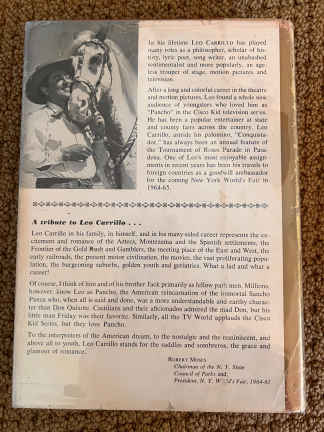 In his lifetime LEO CARRILLO has played
many roles as a philosopher, scholar of his-
tory, lyric poet, song writer, an unabashed
sentimentalist and more popularly, an ag-
less trouper of stage, motion pictures and
television.
After a long and colorful career in the theatre
and motion pictures, Leo found a whole new
audience of youngsters who loved him as
"Pancho" in the Cisco Kid television series.
He has been a popular entertainer at state
and county fairs across the country. Leo
Carrillo, astride his palomino, "Conquista-
dor," has always been an annual feature of
the Tournament of Roses Parade in Pasa-
dena. One of Leo's most enjoyable assign-
ments in recent years has been his travels to
foreign countries as a goodwill ambassador
for the coming New York World's Fair in
1964-65.
A tribute to Leo Carrillo . . .
Leo Carrillo in his family, in himself, and in his many-sided career represents the ex-
citement and romance of the Aztecs, Montezuma and the Spanish settlements, the
Frontier of the Gold Rush and Gamblers, the meeting place of the East and West, the
early railroads, the present motor civilization, the movies, the vast proliferating popu-
lation, the burgeoning suburbs, golden youth and geriatrics. What a lad and what a
career!
Of course, I think of him and of his brother Jack primarily as fellow park men. Millions,
however, know Leo as Pancho, the American reincarnation of the immortal Sancho
Panza who, when all is said and done, was a more understandable and earthy charac-
ter than Don Quixote. Castilians and their aficionados admired the mad Don, but his
little man Friday was their favorite. Similarly, all the TV World applauds the Cisco
Kid Series, but they love Pancho.
To the interpreters of the American dream, to the nostalgic and the reminiscent, and
above all to youth, Leo Carrillo stands for the saddles and sombreros, the grace and
glamour of romance.
ROBERT MOSES
Chairman of the N. Y. State
Council of Parks and,
President, N. Y. W   D's Fair, 1964-65